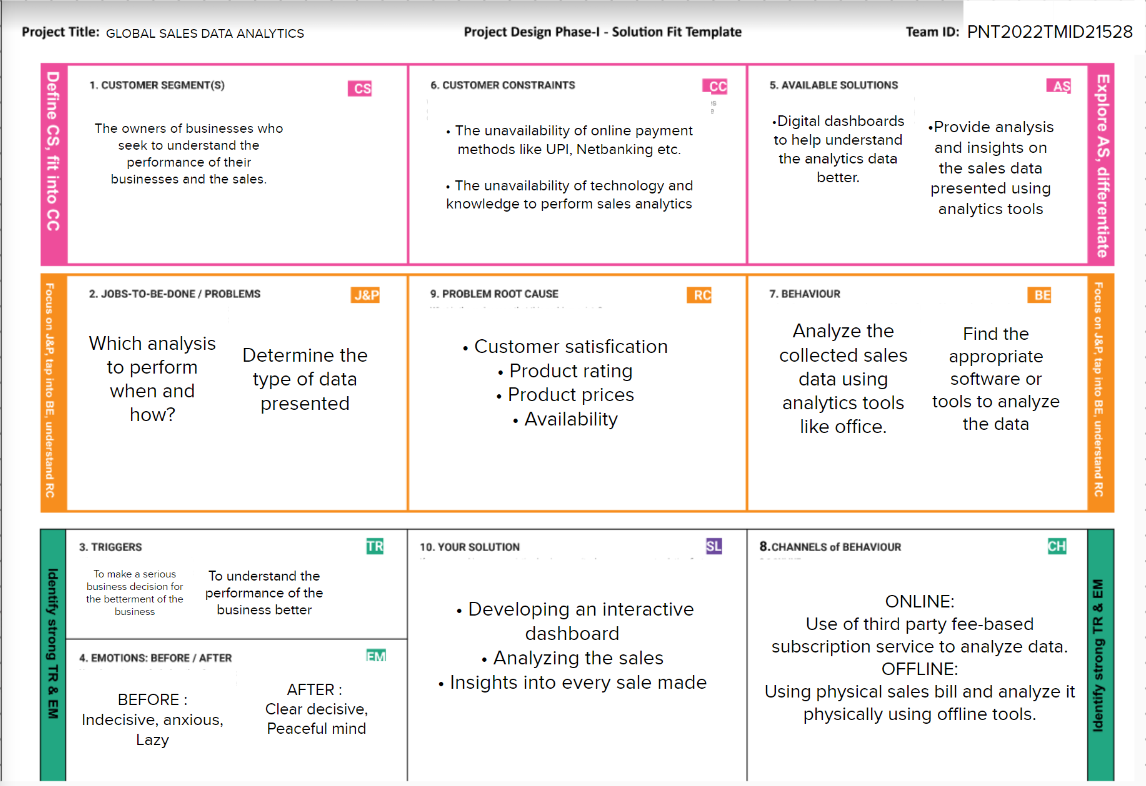 Project Title: GLOBAL SALES DATA ANALYTICS
Project Design Phase-I - Solution Fit Template
Team ID: PNT2022TMID21528
Define CS, fit into CC
1. CUSTOMER SEGMENT(S)
CS
The owners of businesses who
seek to understand the
performance of their
businesses and the sales.
6. CUSTOMER CONSTRAINTS
CC
• The unavailability of online payment
methods like UPI, Netbanking etc.
• The unavailability of technology and
knowledge to perform sales analytics
5. AVAILABLE SOLUTIONS
AS
•Digital dashboards
to help understand
the analytics data
better.
•Provide analysis
and insights on
the sales data
presented using
analytics tools
Explore AS, differentiate
Focus on J&P, tap into BE, understand RC
2. JOBS-TO-BE-DONE / PROBLEMS
J&P
Which analysis
to perform
when and
how?
Determine the
type of data
presented
9. PROBLEM ROOT CAUSE
RC
• Customer satisfication
• Product rating
• Product prices
• Availability
7. BEHAVIOUR
BE
Analyze the
collected sales
data using
analytics tools
like office.
Find the
appropriate
software or
tools to analyze
the data
Focus on J&P, tap into BE, understand RC
Identify strong TR & EM
3. TRIGGERS
TR
To make a serious
business decision for
the betterment of the
business
To understand the
performance of the
business better
4. EMOTIONS: BEFORE / AFTER
EM
BEFORE :
Indecisive, anxious,
Lazy
AFTER :
Clear decisive,
Peaceful mind
10. YOUR SOLUTION
SL
• Developing an interactive
dashboard
• Analyzing the sales
• Insights into every sale made
8.CHANNELS of BEHAVIOUR
CH
ONLINE:
Use of third party fee-based
subscription service to analyze data.
OFFLINE:
Using physical sales bill and analyze it
physically using offline tools.
Identify strong TR & EM